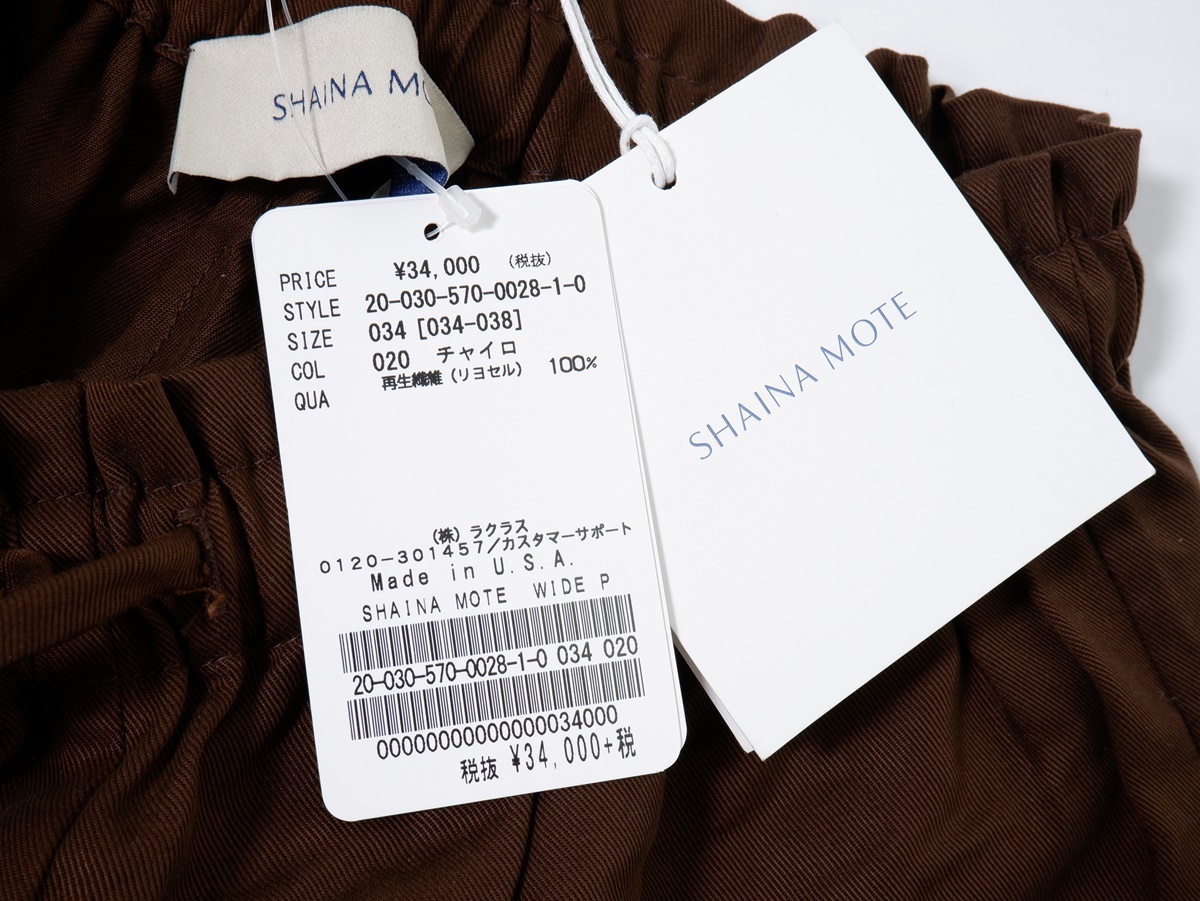 SHAINA MO
PRICE ¥34,000 (税抜)
STYLE 20-030-570-0028-1-0
SIZE 034 [034-038]
COL 020 チャイロ
QUA 再生繊維(リヨセル) 100%
(株)ラクラス
0120-301457/カスタマーサポート
Made in U.S.A.
SHAINA MOTE WIDE P
20-030-570-0028-1-0 034 020
00000000000000034000
税抜 ¥34,000+税
SHAINA MOTE